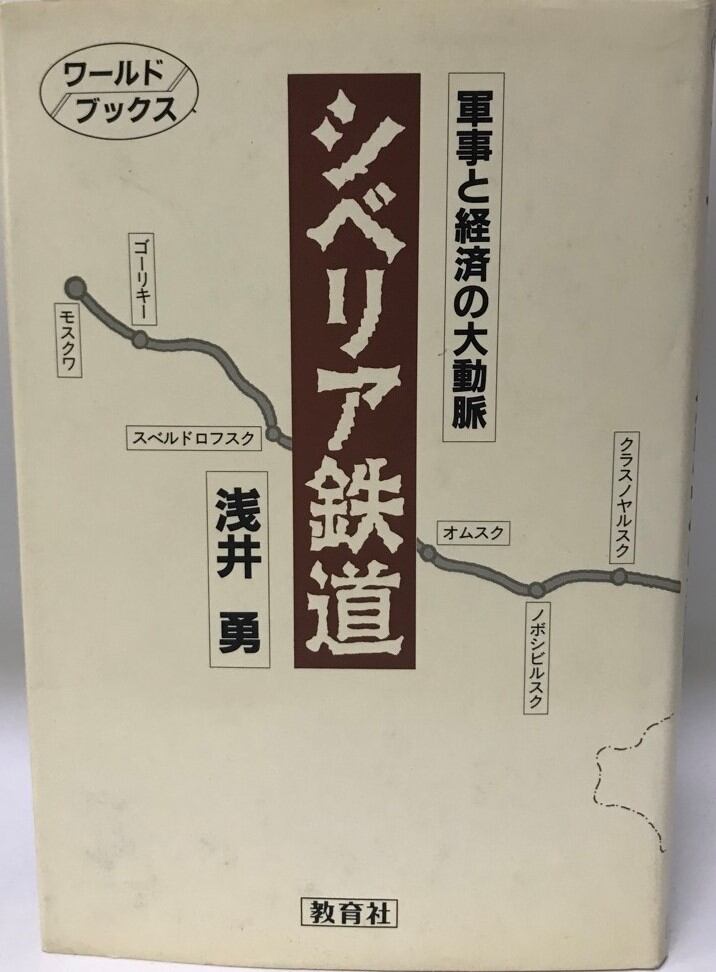 ワールド
ブックス
軍事と経済の大動脈
シベリア鉄道
浅井 勇
モスクワ
ゴーリキー
スベルドロフスク
オムスク
ノボシビルスク
クラスノヤルスク
教育社